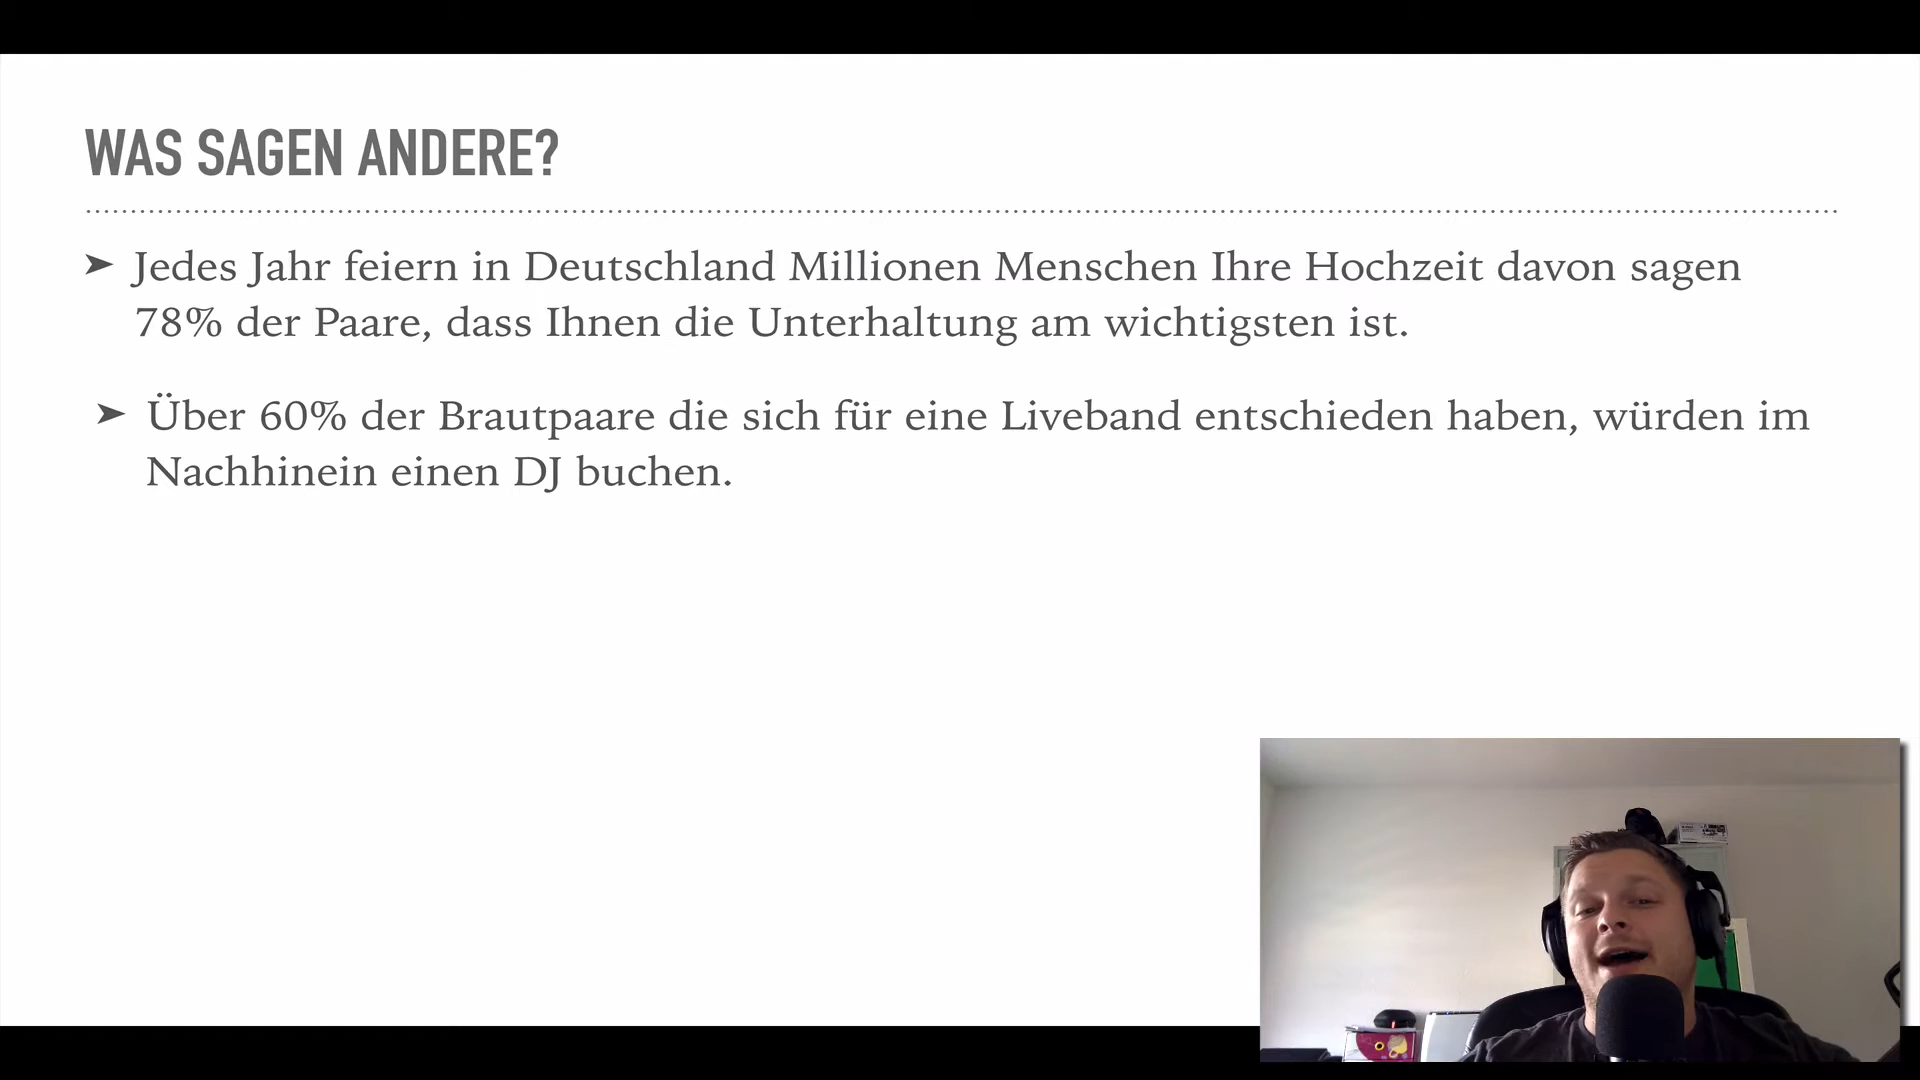 WAS SAGEN ANDERE?
➤ Jedes Jahr feiern in Deutschland Millionen Menschen Ihre Hochzeit davon sagen
78% der Paare, dass Ihnen die Unterhaltung am wichtigsten ist.
➤ Über 60% der Brautpaare die sich für eine Liveband entschieden haben, würden im
Nachhinein einen DJ buchen.